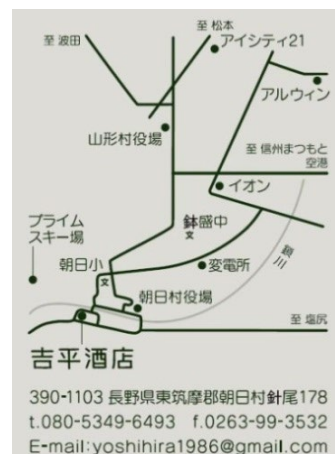 至 波田
至 松本
アイシティ21
アルウィン
山形村役場
至 信州まつもと
空港
イオン
鉢盛中
文
プライム
スキー場
朝日小
文
変電所
鎖川
朝日村役場
至 塩尻
吉平酒店
390-1103 長野県東筑摩郡朝日村針尾178
t.080-5349-6493 f.0263-99-3532
E-mail:yoshihira1986@gmail.com